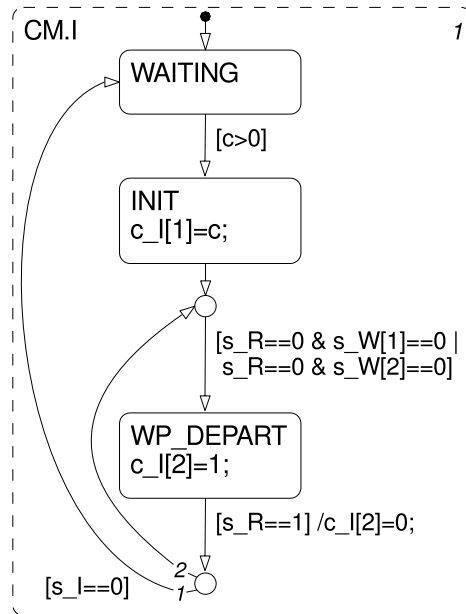 CM.I 1
WAITING
[c>0]
INIT
c_I[1]=c;
[s_R==0 & s_W[1]==0 |
s_R==0 & s_W[2]==0]
WP_DEPART
c_I[2]=1;
[s_R==1] /c_I[2]=0;
2
1
[s_I==0]